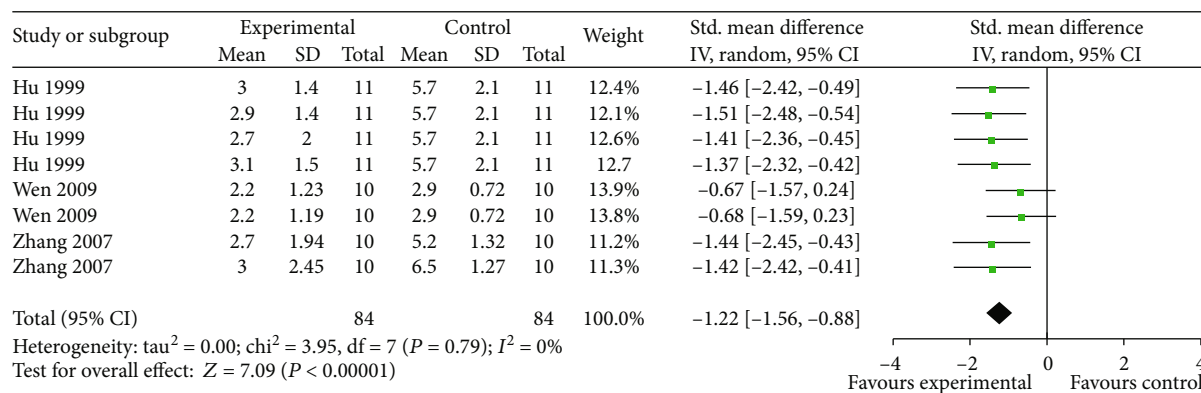 Study or subgroup Experimental Control Weight Std. mean difference Std. mean difference
Mean SD Total Mean SD Total IV, random, 95% CI IV, random, 95% CI
Hu 1999 3 1.4 11 5.7 2.1 11 12.4% –1.46 [–2.42, –0.49]
Hu 1999 2.9 1.4 11 5.7 2.1 11 12.1% –1.51 [–2.48, –0.54]
Hu 1999 2.7 2 11 5.7 2.1 11 12.6% –1.41 [–2.36, –0.45]
Hu 1999 3.1 1.5 11 5.7 2.1 11 12.7 –1.37 [–2.32, –0.42]
Wen 2009 2.2 1.23 10 2.9 0.72 10 13.9% –0.67 [–1.57, 0.24]
Wen 2009 2.2 1.19 10 2.9 0.72 10 13.8% –0.68 [–1.59, 0.23]
Zhang 2007 2.7 1.94 10 5.2 1.32 10 11.2% –1.44 [–2.45, –0.43]
Zhang 2007 3 2.45 10 6.5 1.27 10 11.3% –1.42 [–2.42, –0.41]
Total (95% CI) 84 84 100.0% –1.22 [–1.56, –0.88]
Heterogeneity: tau² = 0.00; chi² = 3.95, df = 7 (P = 0.79); I² = 0%
Test for overall effect: Z = 7.09 (P < 0.00001)
–4 –2 0 2 4
Favours experimental Favours control